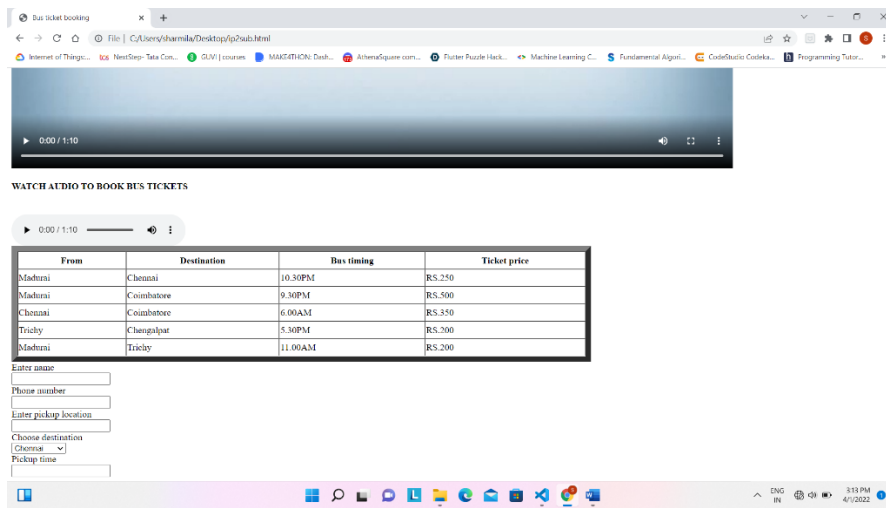 Bus ticket booking
File | C:/Users/sharmila/Desktop/ip2sub.html
Internet of Things:... NextStep- Tata Con... GUVI | courses MAKE4THON: Dash... AthenaSquare com... Flutter Puzzle Hack... Machine Learning C... Fundamental Algori... CodeStudio Codeka... Programming Tutor...
0:00 / 1:10
WATCH AUDIO TO BOOK BUS TICKETS
0:00 / 1:10
From Destination Bus timing Ticket price
Madurai Chennai 10.30PM RS.250
Madurai Coimbatore 9.30PM RS.500
Chennai Coimbatore 6.00AM RS.350
Trichy Chengalpat 5.30PM RS.200
Madurai Trichy 11.00AM RS.200
Enter name
Phone number
Enter pickup location
Choose destination
Chennai
Pickup time
ENG 3:13 PM
IN 4/1/2022